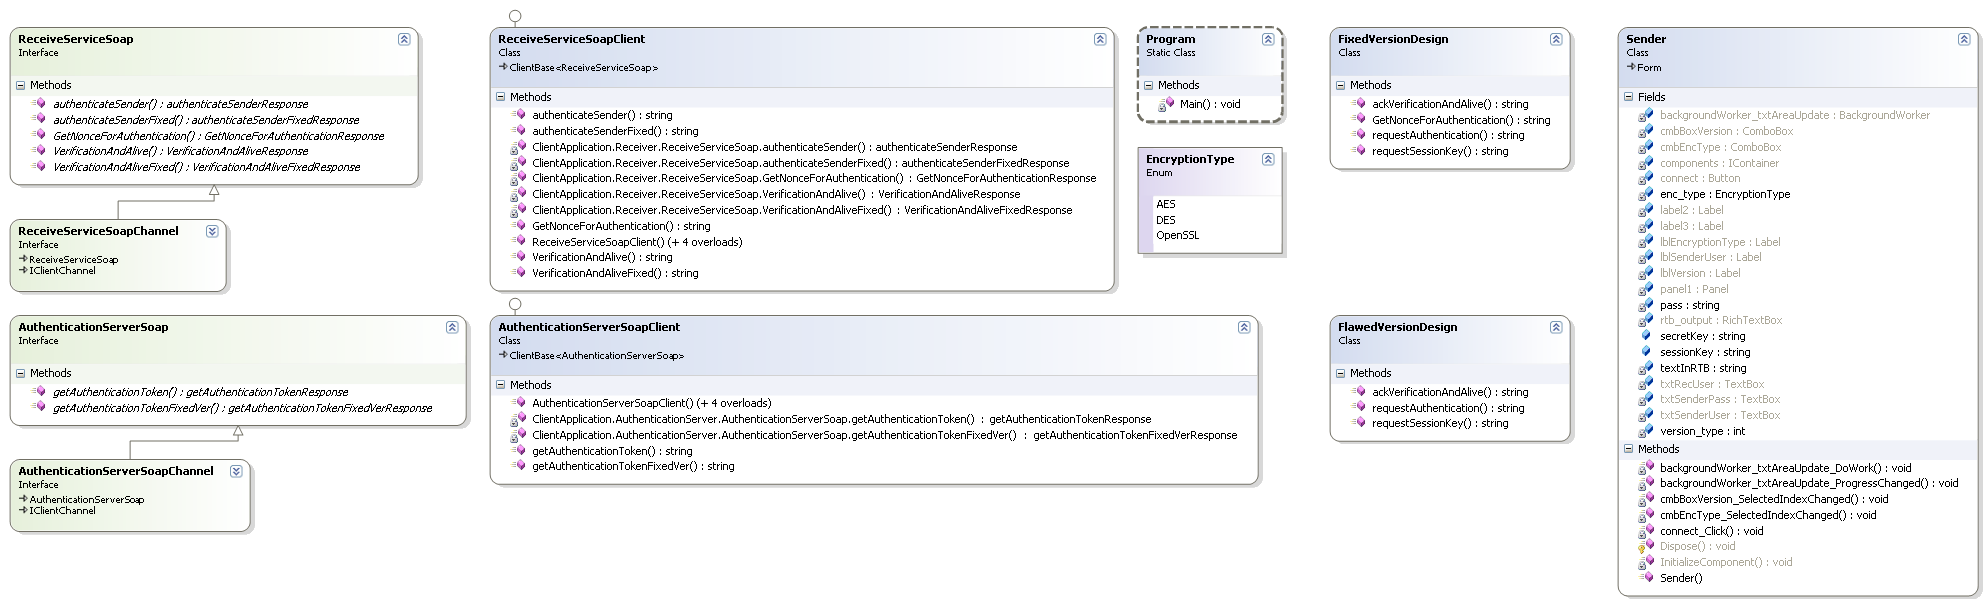 ReceiveServiceSoap
Interface
Methods
authenticateSender() : authenticateSenderResponse
authenticateSenderFixed() : authenticateSenderFixedResponse
GetNonceForAuthentication() : GetNonceForAuthenticationResponse
VerificationAndAlive() : VerificationAndAliveResponse
VerificationAndAliveFixed() : VerificationAndAliveFixedResponse
ReceiveServiceSoapChannel
Interface
ReceiveServiceSoap
IClientChannel
AuthenticationServerSoap
Interface
Methods
getAuthenticationToken() : getAuthenticationTokenResponse
getAuthenticationTokenFixedVer() : getAuthenticationTokenFixedVerResponse
AuthenticationServerSoapChannel
Interface
AuthenticationServerSoap
IClientChannel
ReceiveServiceSoapClient
Class
ClientBase<ReceiveServiceSoap>
Methods
authenticateSender() : string
authenticateSenderFixed() : string
ClientApplication.Receiver.ReceiveServiceSoap.authenticateSender() : authenticateSenderResponse
ClientApplication.Receiver.ReceiveServiceSoap.authenticateSenderFixed() : authenticateSenderFixedResponse
ClientApplication.Receiver.ReceiveServiceSoap.GetNonceForAuthentication() : GetNonceForAuthenticationResponse
ClientApplication.Receiver.ReceiveServiceSoap.VerificationAndAlive() : VerificationAndAliveResponse
ClientApplication.Receiver.ReceiveServiceSoap.VerificationAndAliveFixed() : VerificationAndAliveFixedResponse
GetNonceForAuthentication() : string
ReceiveServiceSoapClient() (+ 4 overloads)
VerificationAndAlive() : string
VerificationAndAliveFixed() : string
AuthenticationServerSoapClient
Class
ClientBase<AuthenticationServerSoap>
Methods
AuthenticationServerSoapClient() (+ 4 overloads)
ClientApplication.AuthenticationServer.AuthenticationServerSoap.getAuthenticationToken() : getAuthenticationTokenResponse
ClientApplication.AuthenticationServer.AuthenticationServerSoap.getAuthenticationTokenFixedVer() : getAuthenticationTokenFixedVerResponse
getAuthenticationToken() : string
getAuthenticationTokenFixedVer() : string
Program
Static Class
Methods
Main() : void
EncryptionType
Enum
AES
DES
OpenSSL
FixedVersionDesign
Class
Methods
ackVerificationAndAlive() : string
GetNonceForAuthentication() : string
requestAuthentication() : string
requestSessionKey() : string
FlawedVersionDesign
Class
Methods
ackVerificationAndAlive() : string
requestAuthentication() : string
requestSessionKey() : string
Sender
Class
Form
Fields
backgroundWorker_txtAreaUpdate : BackgroundWorker
cmbBoxVersion : ComboBox
cmbEncType : ComboBox
components : IContainer
connect : Button
enc_type : EncryptionType
label2 : Label
label3 : Label
lblEncryptionType : Label
lblSenderUser : Label
lblVersion : Label
panel1 : Panel
pass : string
rtb_output : RichTextBox
secretKey : string
sessionKey : string
textInRTB : string
txtRecUser : TextBox
txtSenderPass : TextBox
txtSenderUser : TextBox
version_type : int
Methods
backgroundWorker_txtAreaUpdate_DoWork() : void
backgroundWorker_txtAreaUpdate_ProgressChanged() : void
cmbBoxVersion_SelectedIndexChanged() : void
cmbEncType_SelectedIndexChanged() : void
connect_Click() : void
Dispose() : void
InitializeComponent() : void
Sender()